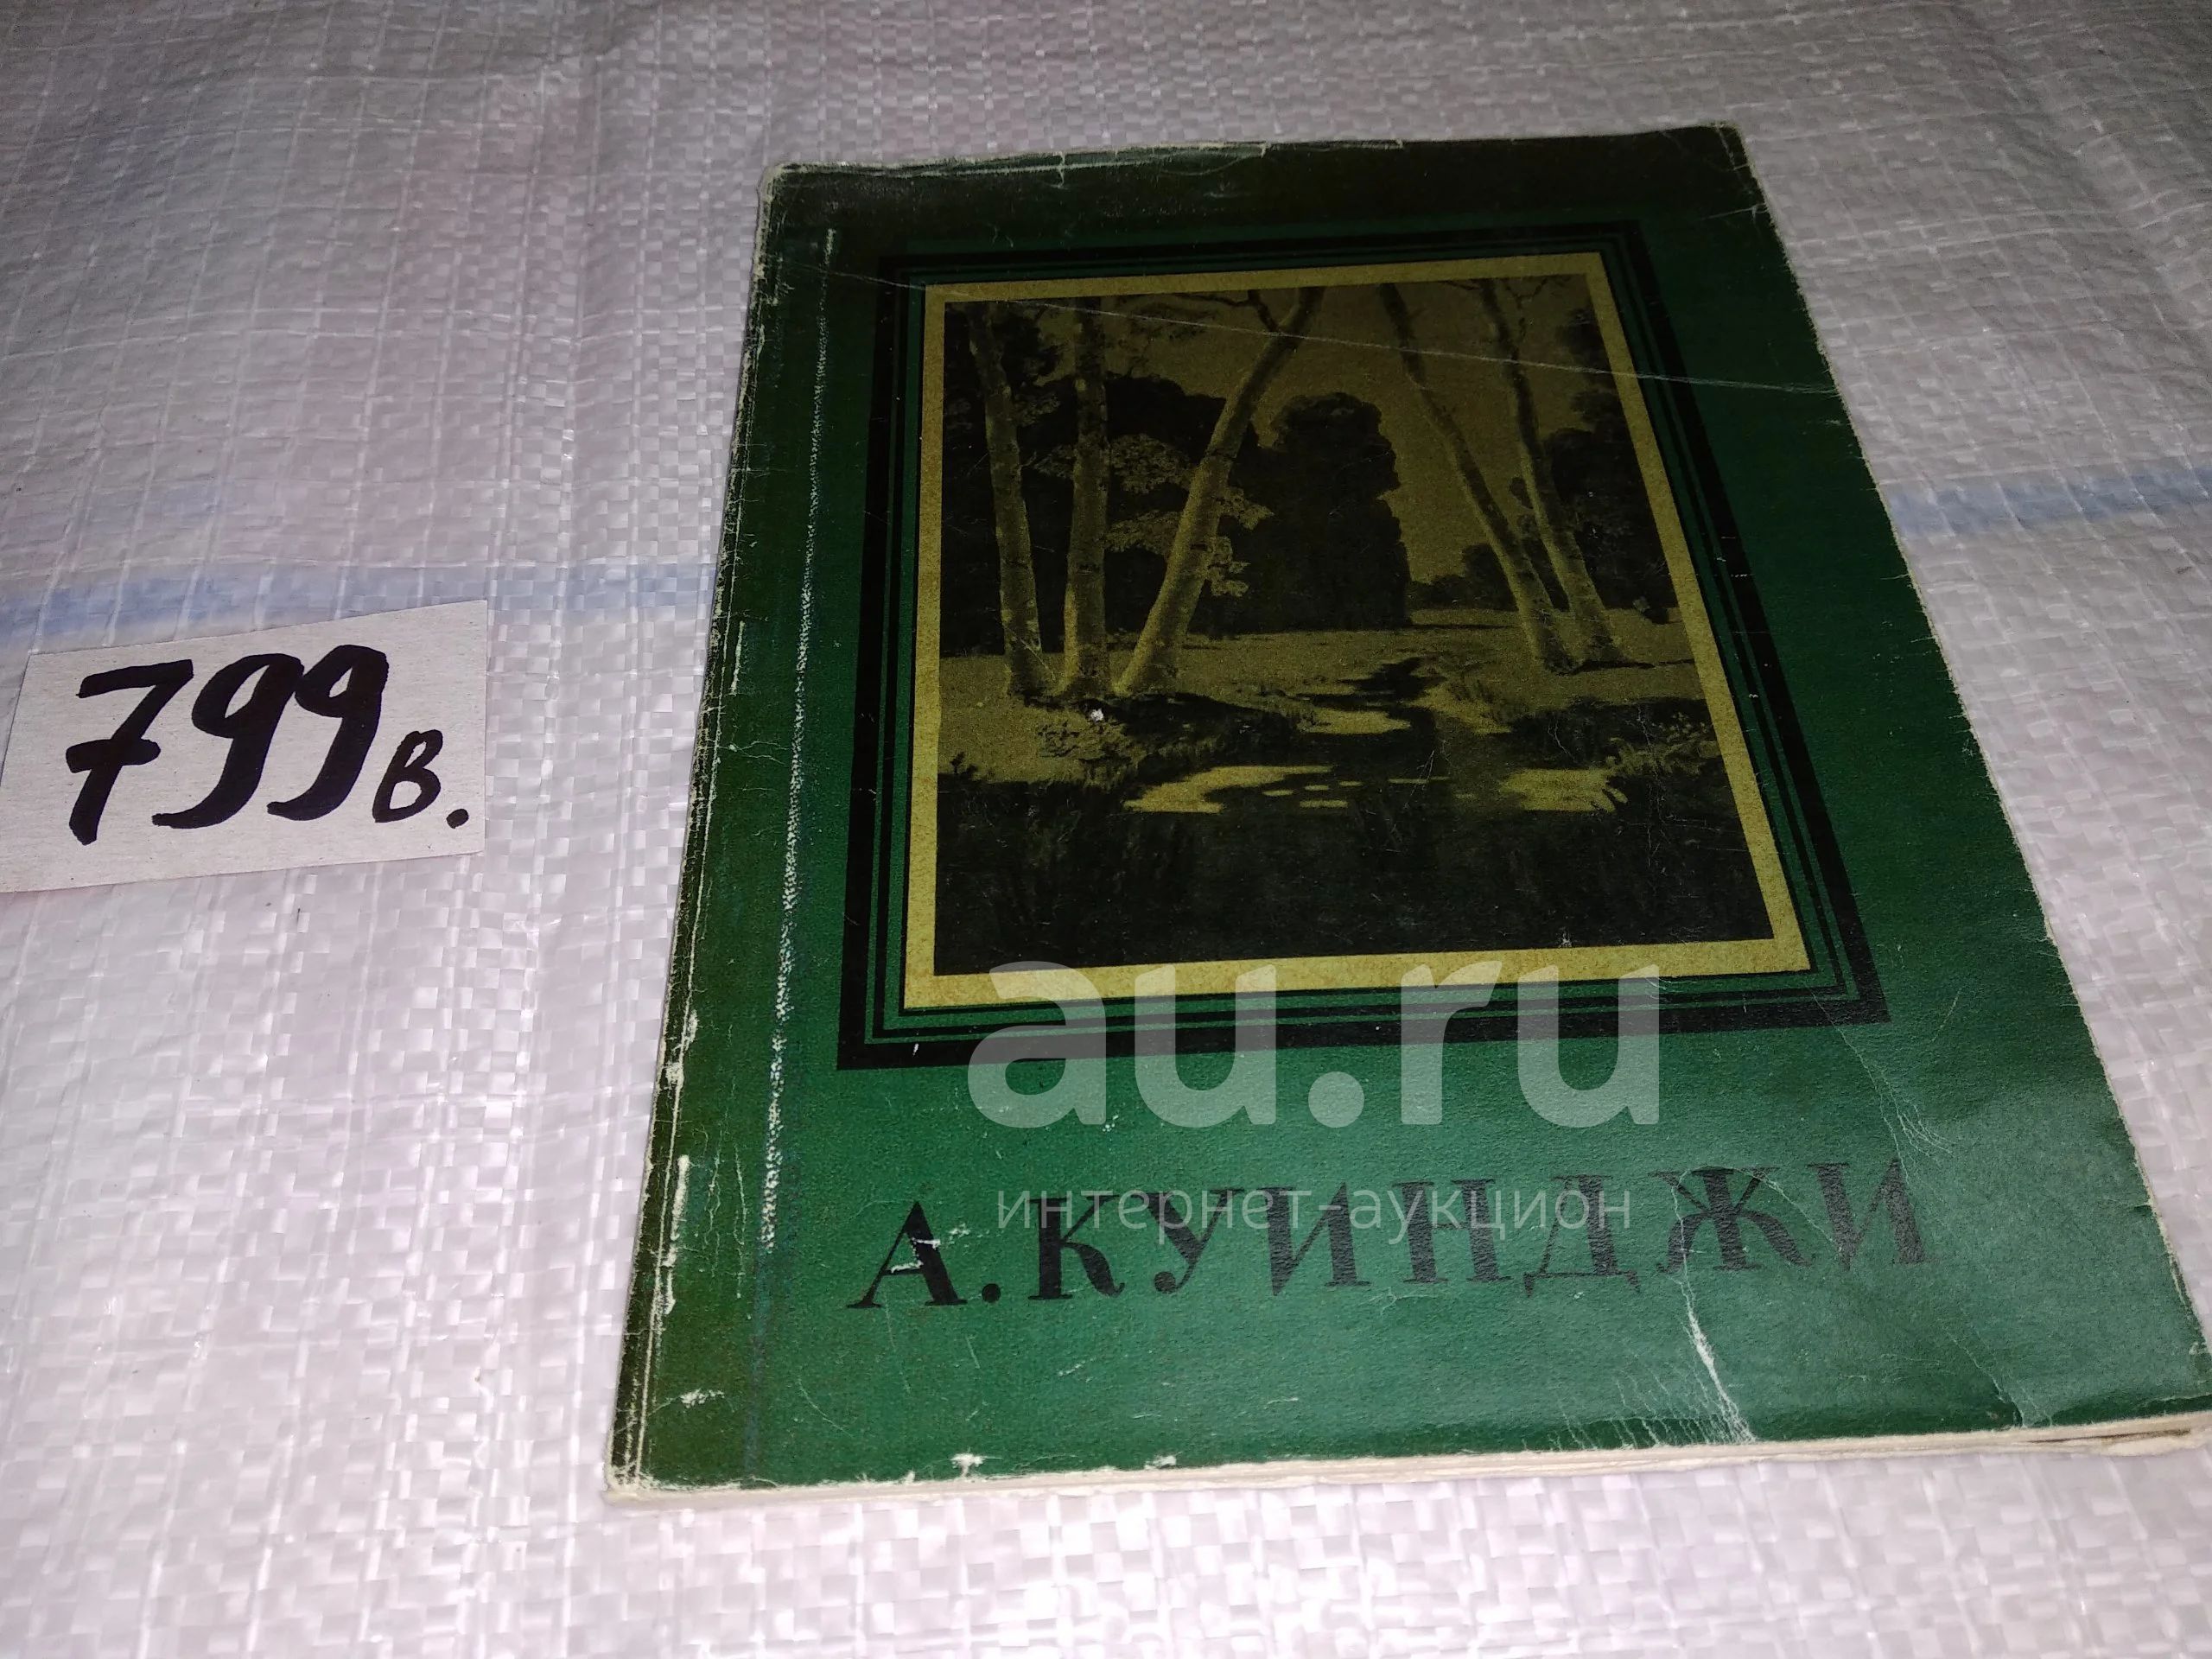 799в.
au.ru
интернет-аукцион
А. КУИНДЖИ